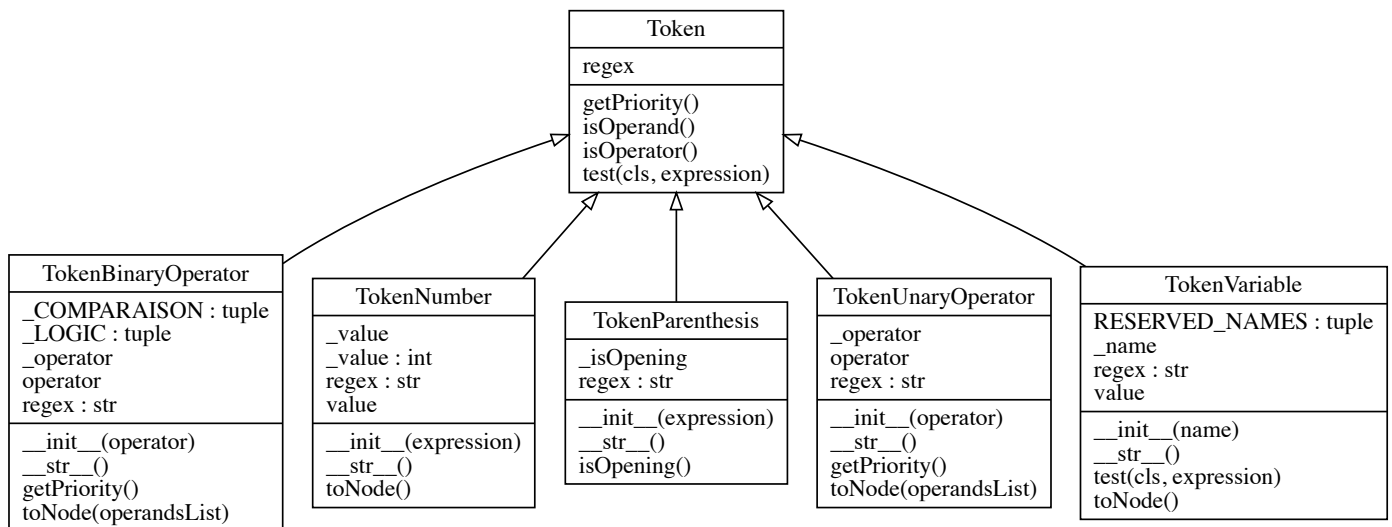 Token
regex
getPriority()
isOperand()
isOperator()
test(cls, expression)
TokenBinaryOperator
_COMPARAISON : tuple
_LOGIC : tuple
_operator
operator
regex : str
__init__(operator)
__str__()
getPriority()
toNode(operandsList)
TokenNumber
_value
_value : int
regex : str
value
__init__(expression)
__str__()
toNode()
TokenParenthesis
_isOpening
regex : str
__init__(expression)
__str__()
isOpening()
TokenUnaryOperator
_operator
operator
regex : str
__init__(operator)
__str__()
getPriority()
toNode(operandsList)
TokenVariable
RESERVED_NAMES : tuple
_name
regex : str
value
__init__(name)
__str__()
test(cls, expression)
toNode()